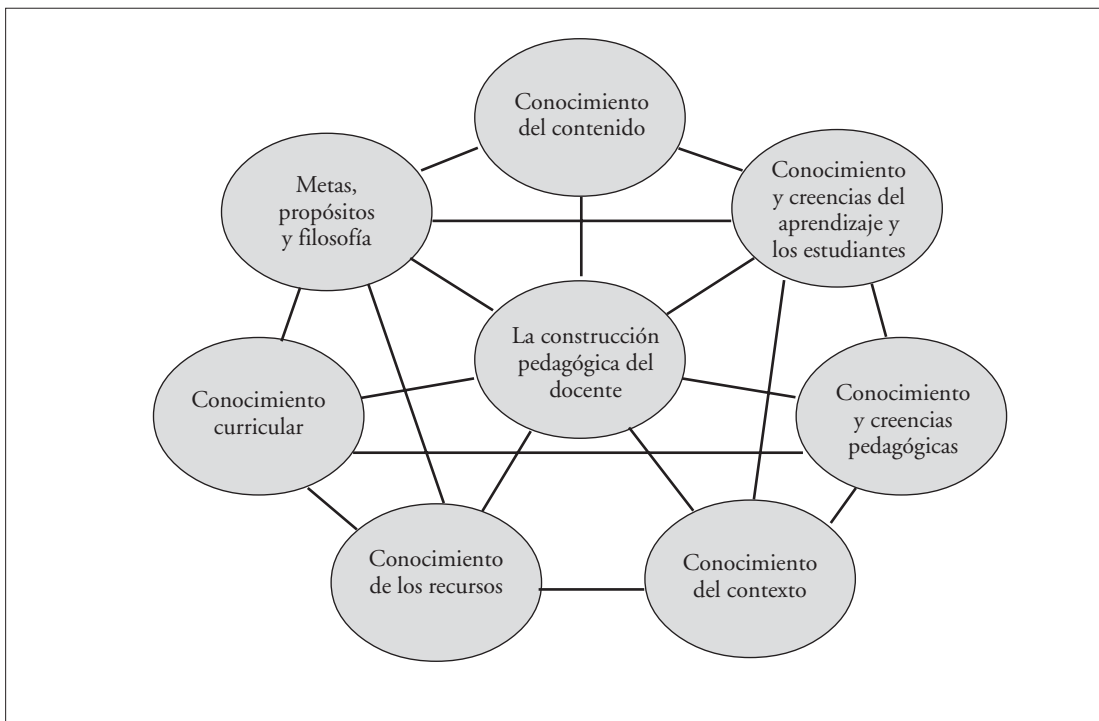 Conocimiento
del contenido
Metas,
propósitos
y filosofía
Conocimiento
y creencias del
aprendizaje y
los estudiantes
La construcción
pedagógica del
docente
Conocimiento
curricular
Conocimiento
y creencias
pedagógicas
Conocimiento
de los recursos
Conocimiento
del contexto